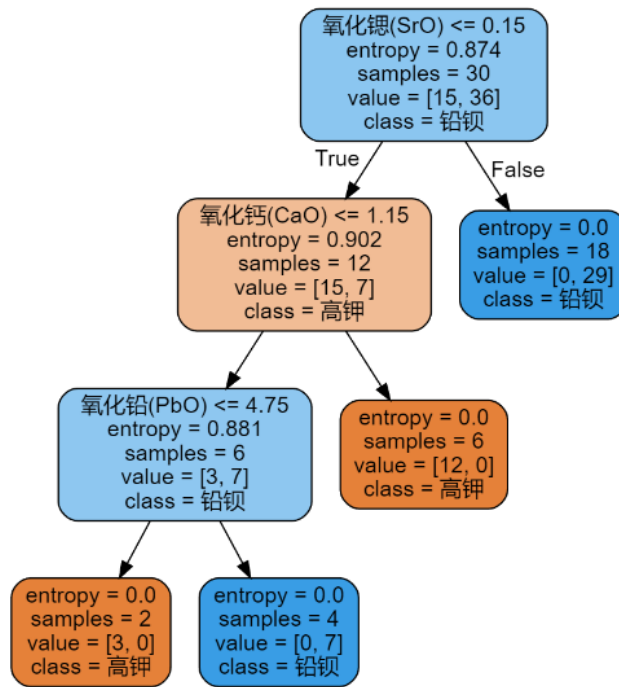 氧化锶(SrO) <= 0.15
entropy = 0.874
samples = 30
value = [15, 36]
class = 铅钡
True
False
氧化钙(CaO) <= 1.15
entropy = 0.902
samples = 12
value = [15, 7]
class = 高钾
entropy = 0.0
samples = 18
value = [0, 29]
class = 铅钡
氧化铅(PbO) <= 4.75
entropy = 0.881
samples = 6
value = [3, 7]
class = 铅钡
entropy = 0.0
samples = 6
value = [12, 0]
class = 高钾
entropy = 0.0
samples = 2
value = [3, 0]
class = 高钾
entropy = 0.0
samples = 4
value = [0, 7]
class = 铅钡